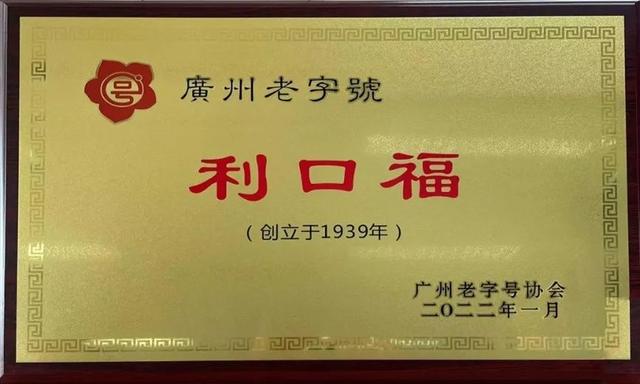 号
廣州老字號
利口福
（创立于1939年）
广州老字号协会
二〇二二年一月